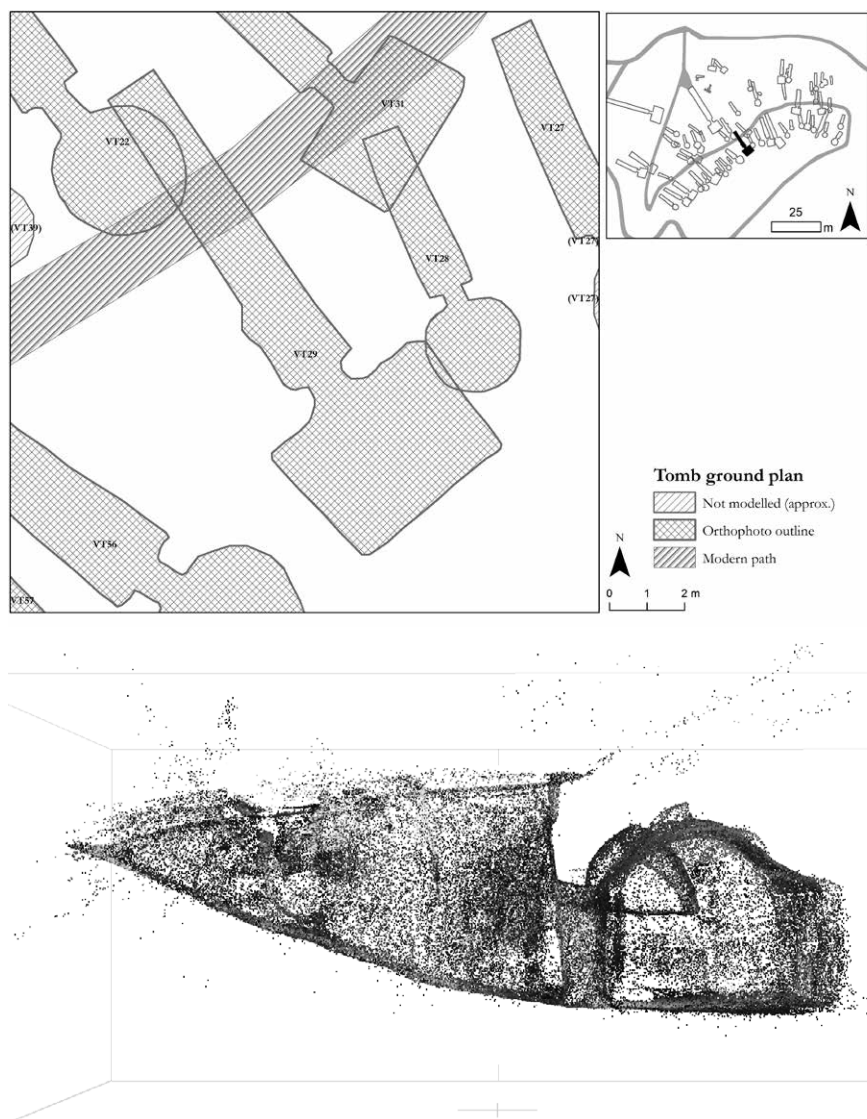 VT31
VT22
VT27
(VT39)
(VT27)
VT28
(VT27)
VT29
VT56
VT57
N
25
m
Tomb ground plan
Not modelled (approx.)
Orthophoto outline
Modern path
N
0 1 2 m